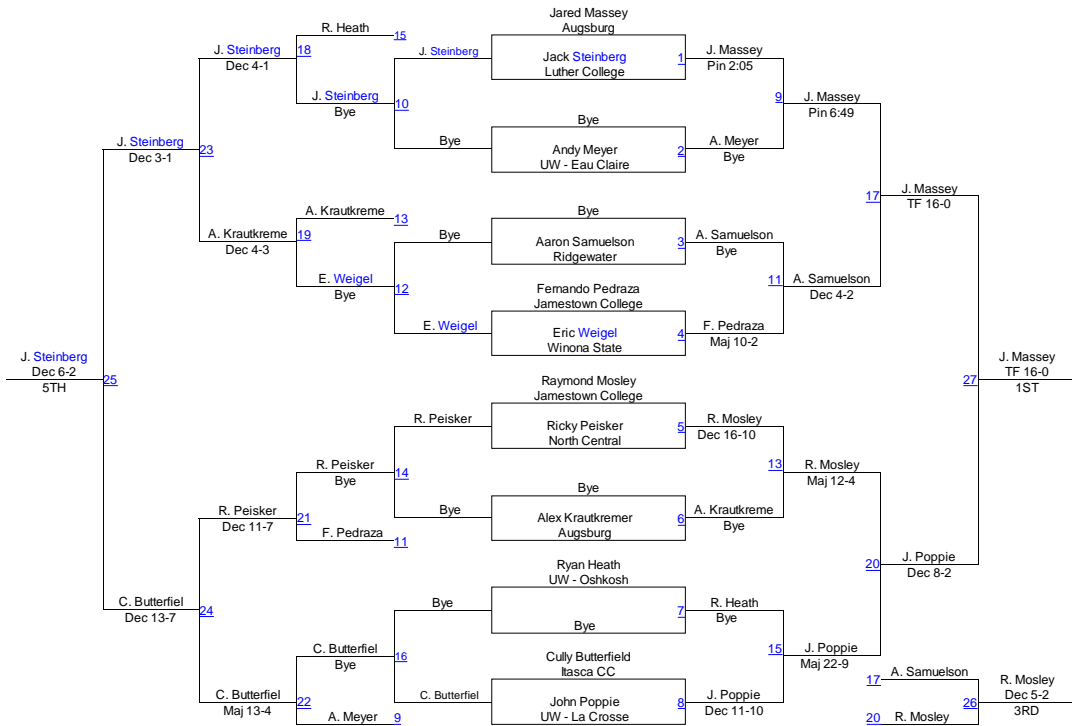 Jared Massey
Augsburg
R. Heath
15
J. Steinberg
18
Dec 4-1
J. Steinberg
Jack Steinberg
1
Luther College
J. Massey
Pin 2:05
J. Steinberg
10
Bye
9
J. Massey
Pin 6:49
Bye
Bye
Andy Meyer
2
UW - Eau Claire
A. Meyer
Bye
J. Steinberg
23
Dec 3-1
17
J. Massey
TF 16-0
A. Krautkreme
13
Bye
A. Krautkreme
19
Dec 4-3
Bye
Aaron Samuelson
3
Ridgewater
A. Samuelson
Bye
E. Weigel
12
Bye
11
A. Samuelson
Dec 4-2
Fernando Pedraza
Jamestown College
E. Weigel
Eric Weigel
4
Winona State
F. Pedraza
Maj 10-2
J. Steinberg
Dec 6-2
25
5TH
27
J. Massey
TF 16-0
1ST
Raymond Mosley
Jamestown College
R. Peisker
Ricky Peisker
5
North Central
R. Mosley
Dec 16-10
R. Peisker
14
Bye
13
R. Mosley
Maj 12-4
Bye
R. Peisker
21
Dec 11-7
Bye
Alex Krautkremer
6
Augsburg
A. Krautkreme
Bye
F. Pedraza
11
20
J. Poppie
Dec 8-2
Ryan Heath
UW - Oshkosh
C. Butterfiel
24
Dec 13-7
Bye
7
Bye
R. Heath
Bye
C. Butterfiel
16
Bye
15
J. Poppie
Maj 22-9
Cully Butterfield
Itasca CC
C. Butterfiel
22
Maj 13-4
C. Butterfiel
John Poppie
8
UW - La Crosse
J. Poppie
Dec 11-10
A. Meyer
9
17
A. Samuelson
26
R. Mosley
Dec 5-2
3RD
20
R. Mosley